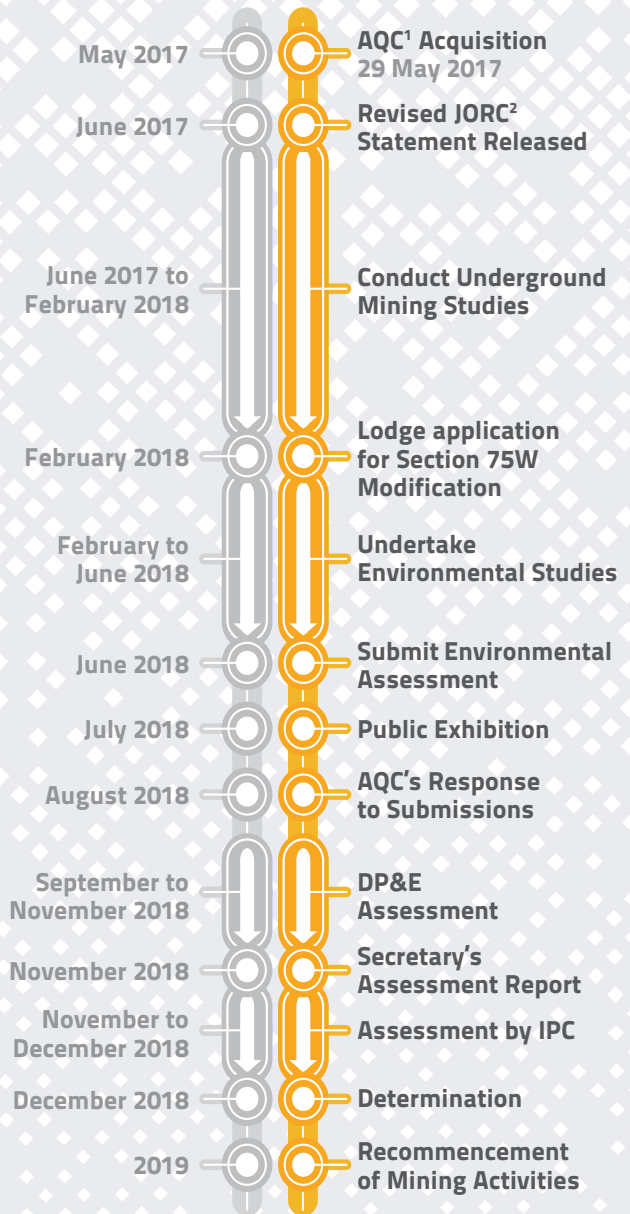 May 2017
AQC¹ Acquisition
29 May 2017
June 2017
Revised JORC²
Statement Released
June 2017 to
February 2018
Conduct Underground
Mining Studies
February 2018
Lodge application
for Section 75W
Modification
February to
June 2018
Undertake
Environmental Studies
June 2018
Submit Environmental
Assessment
July 2018
Public Exhibition
August 2018
AQC's Response
to Submissions
September to
November 2018
DP&E
Assessment
November 2018
Secretary's
Assessment Report
November to
December 2018
Assessment by IPC
December 2018
Determination
2019
Recommencement
of Mining Activities